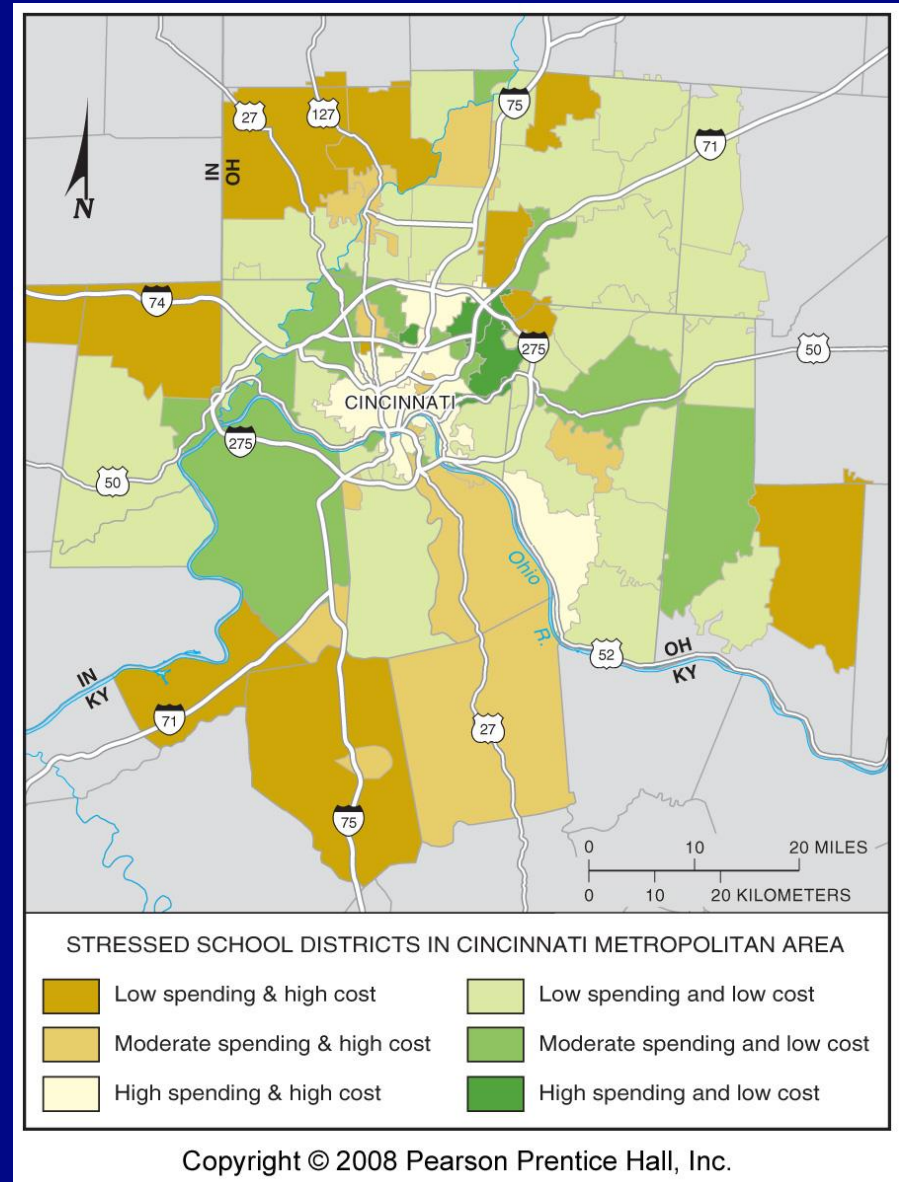 27
127
75
71
IN
OH
N
74
275
50
CINCINNATI
275
50
Ohio
R.
52
OH
KY
IN
KY
71
27
75
0 10 20 MILES
0 10 20 KILOMETERS
STRESSED SCHOOL DISTRICTS IN CINCINNATI METROPOLITAN AREA
Low spending & high cost
Low spending and low cost
Moderate spending & high cost
Moderate spending and low cost
High spending & high cost
High spending and low cost
Copyright © 2008 Pearson Prentice Hall, Inc.